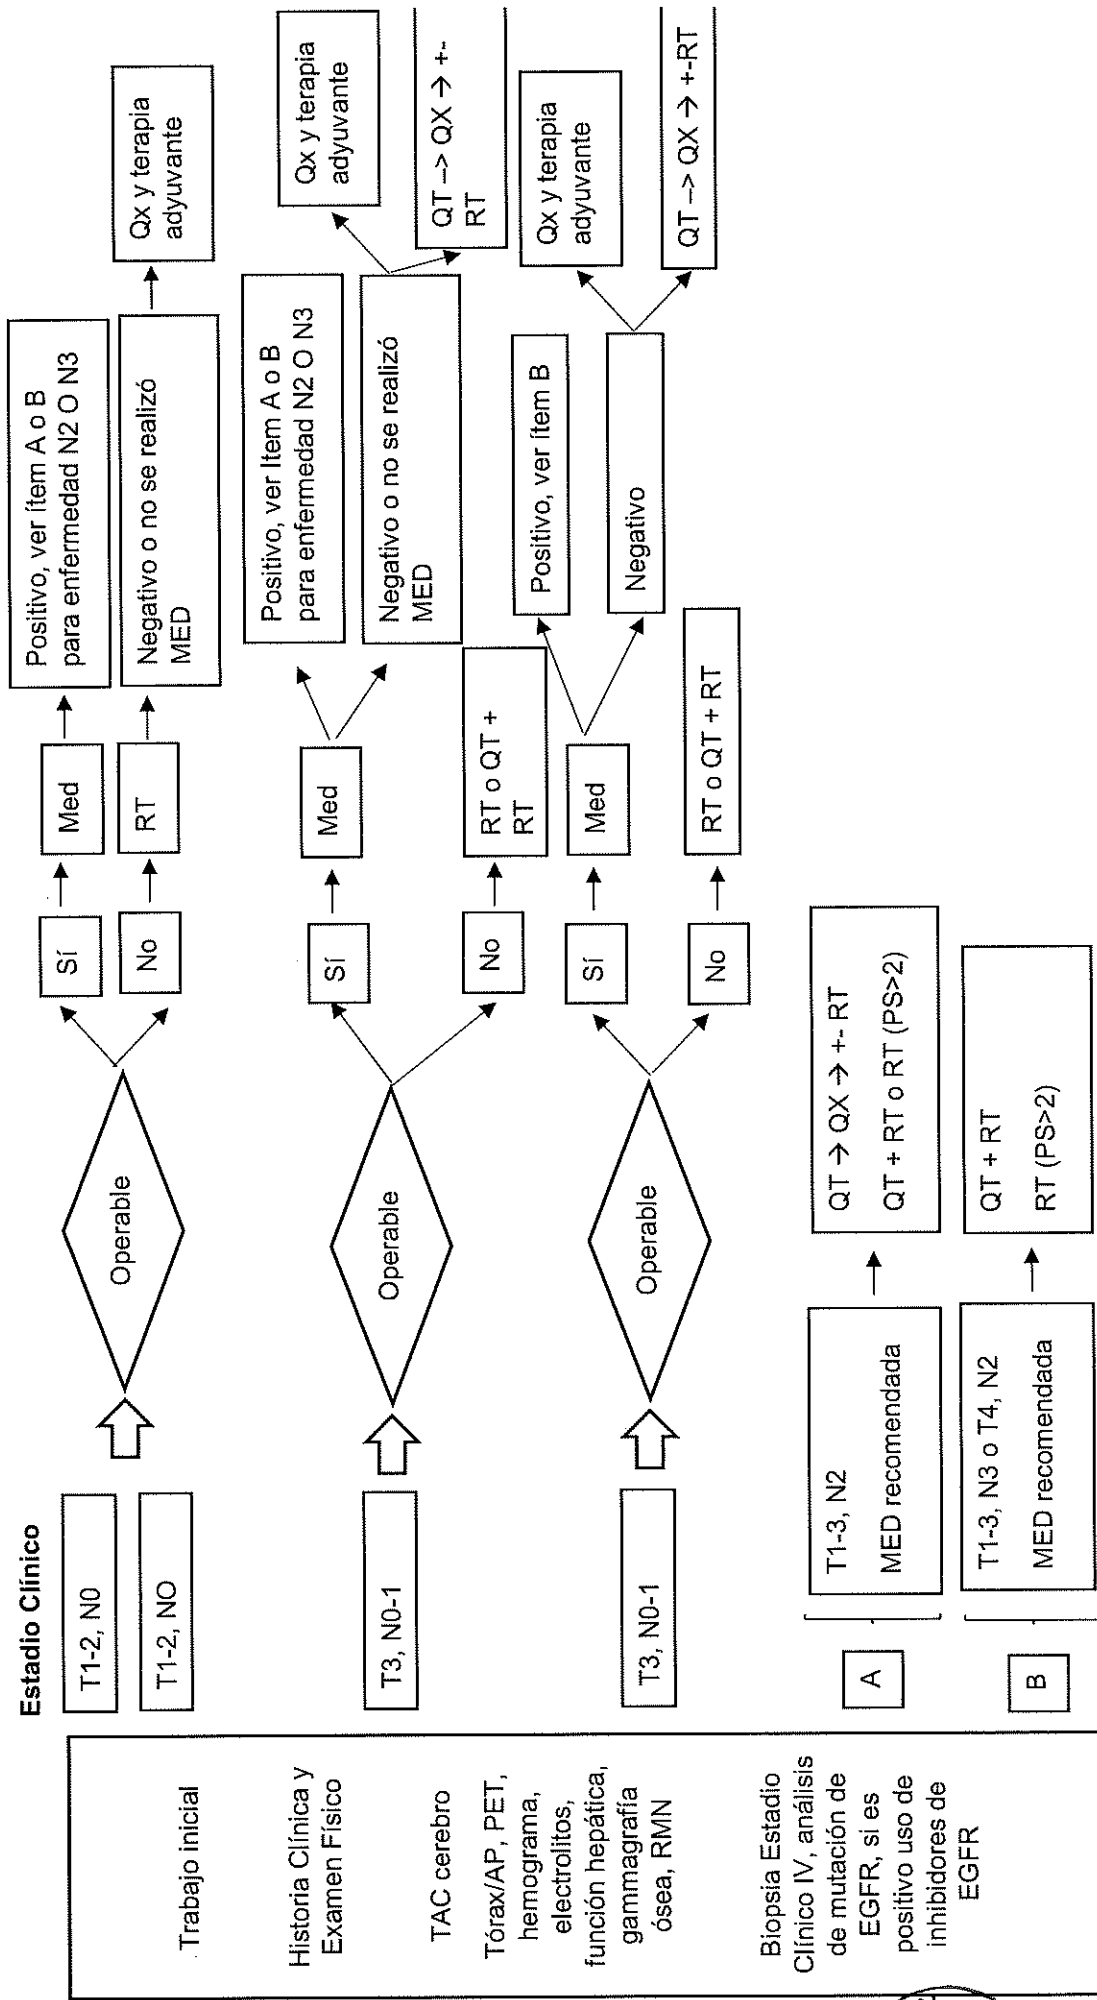 Estadio Clínico
Trabajo inicial
Historia Clínica y
Examen Físico
TAC cerebro
Tórax/AP, PET,
hemograma,
electrolitos,
función hepática,
gammagrafía
ósea, RMN
Biopsia Estadio
Clínico IV, análisis
de mutación de
EGFR, si es
positivo uso de
inhibidores de
EGFR
T1-2, N0
T1-2, NO
Operable
Sí
Med
Positivo, ver ítem A o B
para enfermedad N2 O N3
No
RT
Negativo o no se realizó
MED
Qx y terapia
adyuvante
T3, N0-1
Operable
Sí
Med
Positivo, ver Item A o B
para enfermedad N2 O N3
Negativo o no se realizó
MED
Qx y terapia
adyuvante
QT –> QX → +-
RT
No
RT o QT +
RT
T3, N0-1
Operable
Sí
Med
Positivo, ver ítem B
Negativo
Qx y terapia
adyuvante
QT –> QX → +-RT
No
RT o QT + RT
A
T1-3, N2
MED recomendada
QT → QX → +- RT
QT + RT o RT (PS>2)
B
T1-3, N3 o T4, N2
MED recomendada
QT + RT
RT (PS>2)